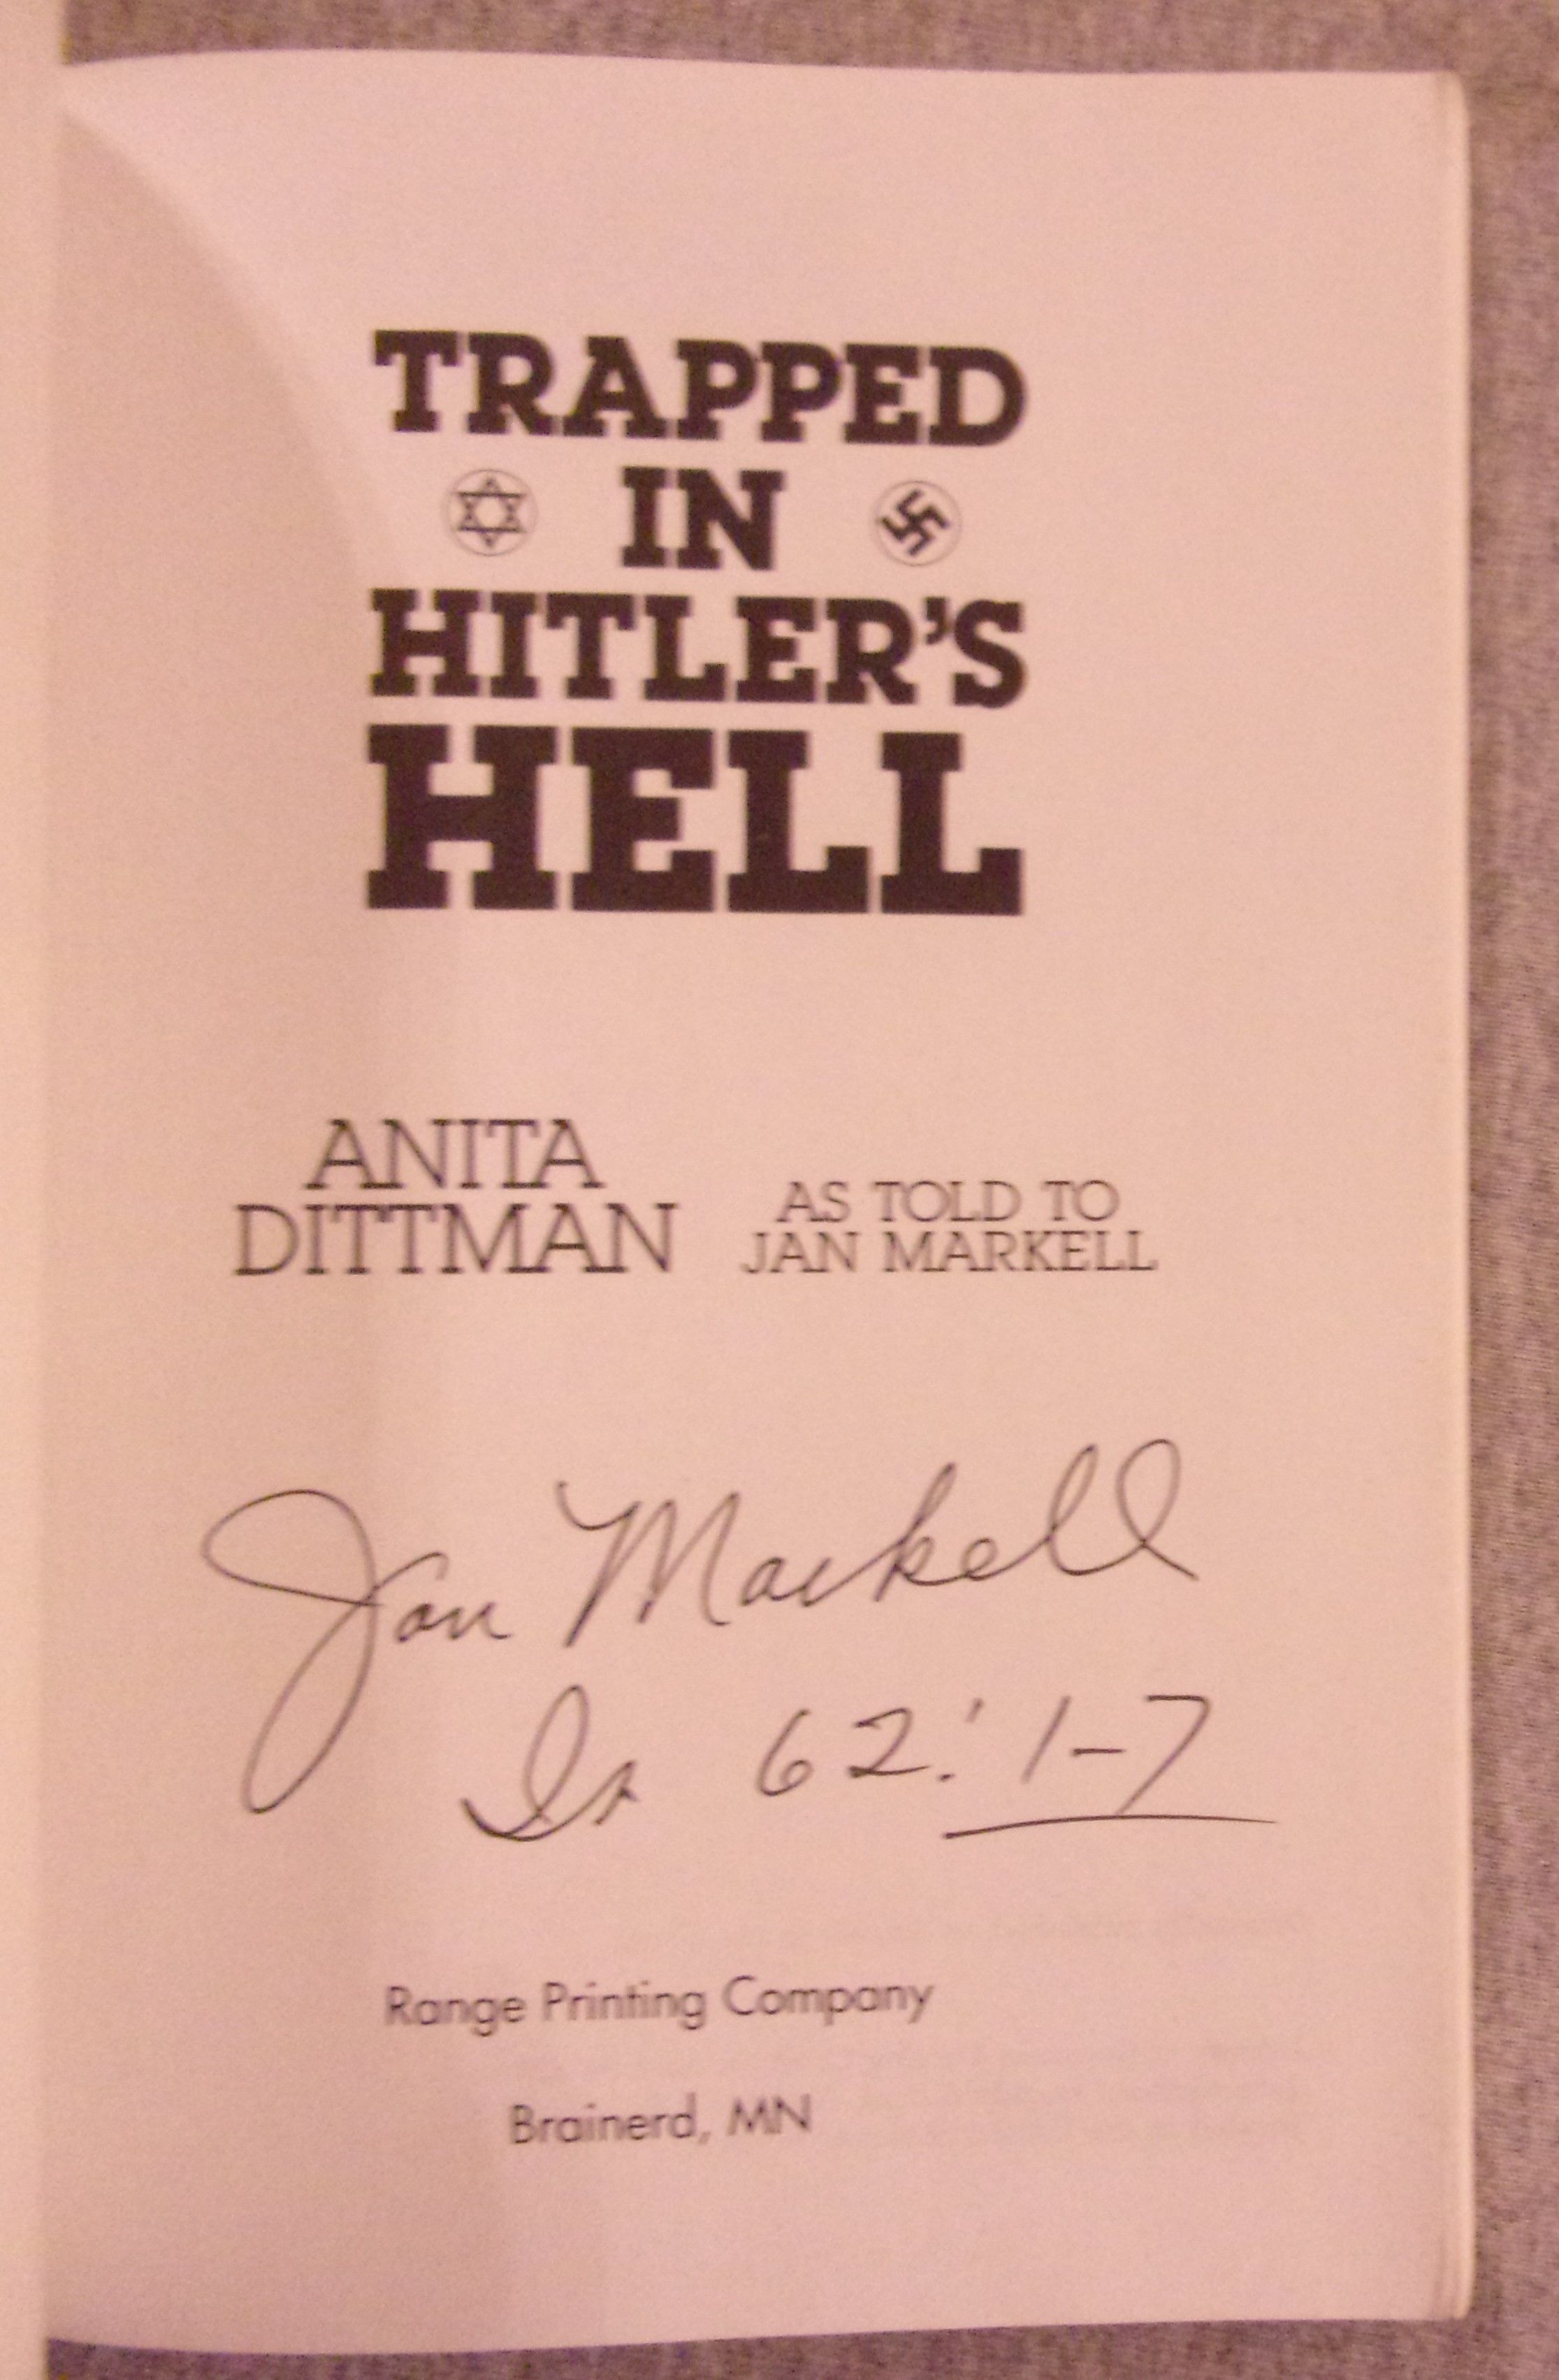 TRAPPED
IN
HITLER'S
HELL
ANITA
DITTMAN
AS TOLD TO
JAN MARKELL
Jan Markell
Is 62:1-7
Range Printing Company
Brainerd, MN